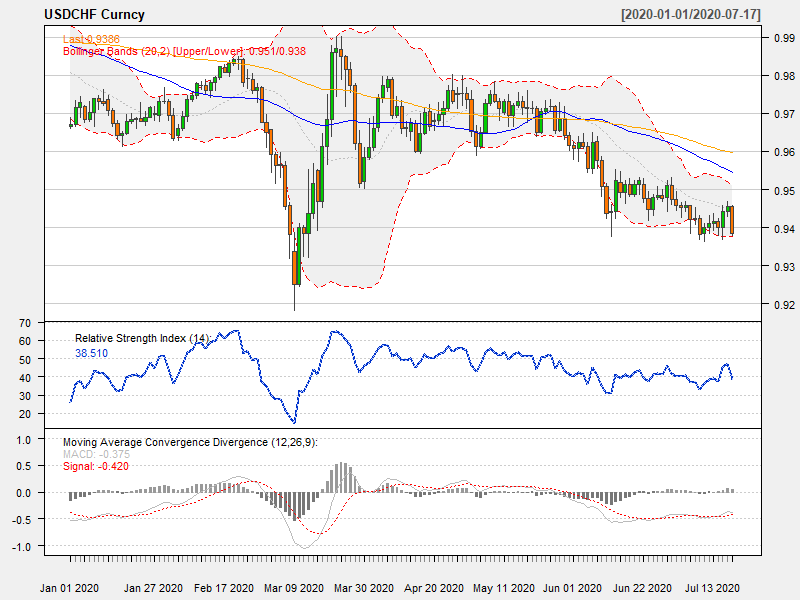 USDCHF Curncy [2020-01-01/2020-07-17]
Last 0.9386
Bollinger Bands (20,2) [Upper/Lower]: 0.951/0.938
0.99
0.98
0.97
0.96
0.95
0.94
0.93
0.92
Relative Strength Index (14):
38.510
70
60
50
40
30
20
Moving Average Convergence Divergence (12,26,9):
MACD: -0.375
Signal: -0.420
1.0
0.5
0.0
-0.5
-1.0
Jan 01 2020 Jan 27 2020 Feb 17 2020 Mar 09 2020 Mar 30 2020 Apr 20 2020 May 11 2020 Jun 01 2020 Jun 22 2020 Jul 13 2020